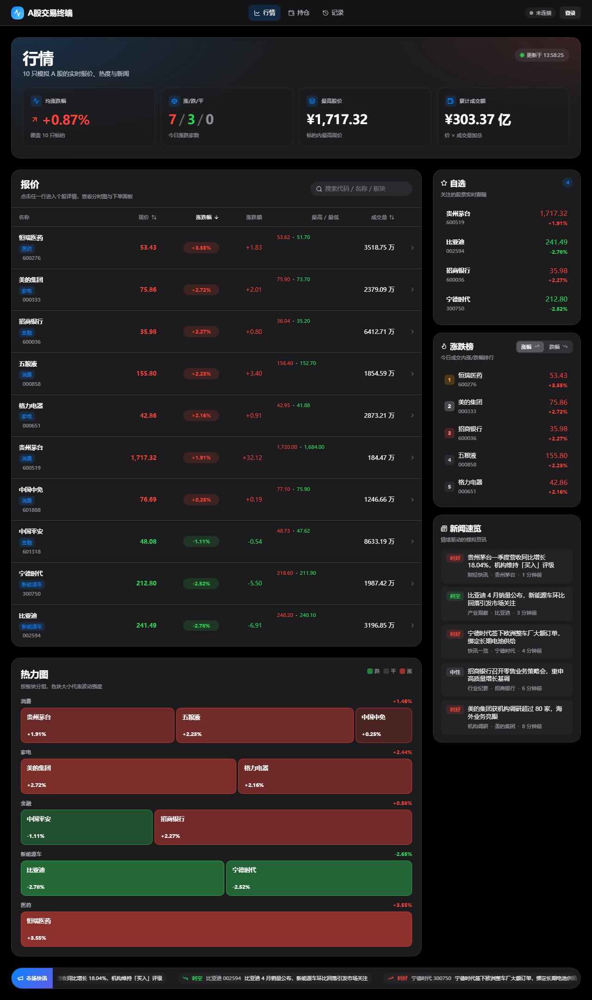 A股交易终端
行情
持仓
记录
未连接
登录
行情
更新于 13:58:25
10 只模拟 A 股的实时报价、热度与新闻
均涨跌幅
+0.87%
覆盖 10 只标的
涨/跌/平
7 / 3 / 0
今日涨跌家数
最高股价
¥1,717.32
标的内最高现价
累计成交额
¥303.37 亿
价 × 成交量加总
报价
点击任一行进入个股详情，查看分时图与下单面板
搜索代码 / 名称 / 板块
名称 现价 涨跌幅 涨跌额 最高 / 最低 成交量
恒瑞医药
医药
600276
53.43 +3.55% +1.83 53.62 - 51.70 3518.75 万
美的集团
家电
000333
75.86 +2.72% +2.01 75.90 - 73.70 2379.09 万
招商银行
金融
600036
35.98 +2.27% +0.80 36.04 - 35.20 6412.71 万
五粮液
消费
000858
155.80 +2.23% +3.40 156.40 - 152.70 1854.59 万
格力电器
家电
000651
42.86 +2.16% +0.91 42.95 - 41.88 2873.21 万
贵州茅台
消费
600519
1,717.32 +1.91% +32.12 1,720.00 - 1,684.00 184.47 万
中国中免
消费
601888
76.69 +0.25% +0.19 77.10 - 75.90 1246.66 万
中国平安
金融
601318
48.08 -1.11% -0.54 48.73 - 47.62 8633.19 万
宁德时代
新能源车
300750
212.80 -2.52% -5.50 218.60 - 211.90 1987.42 万
比亚迪
新能源车
002594
241.49 -2.78% -6.91 248.20 - 240.10 3196.85 万
热力图
跌 平 涨
按板块分组，色块大小代表波动强度
消费 +1.46%
贵州茅台
+1.91%
五粮液
+2.23%
中国中免
+0.25%
家电 +2.44%
美的集团
+2.72%
格力电器
+2.16%
金融 +0.58%
中国平安
-1.11%
招商银行
+2.27%
新能源车 -2.65%
比亚迪
-2.78%
宁德时代
-2.52%
医药 +3.55%
恒瑞医药
+3.55%
自选
4
关注的股票实时跟随
贵州茅台 1,717.32
600519 +1.91%
比亚迪 241.49
002594 -2.78%
招商银行 35.98
600036 +2.27%
宁德时代 212.80
300750 -2.52%
涨跌榜
涨幅 跌幅
今日成交内涨/跌幅排行
1 恒瑞医药 53.43
600276 +3.55%
2 美的集团 75.86
000333 +2.72%
3 招商银行 35.98
600036 +2.27%
4 五粮液 155.80
000858 +2.23%
5 格力电器 42.86
000651 +2.16%
新闻速览
情绪驱动的模拟资讯
利好 贵州茅台一季度营收同比增长
18.04%，机构维持「买入」评级
财经快讯 · 贵州茅台 · 1 分钟前
利空 比亚迪 4 月销量公布，新能源车环比
回落引发市场关注
产业观察 · 比亚迪 · 3 分钟前
利好 宁德时代签下欧洲整车厂大额订单，
绑定长期电池供给
快讯一览 · 宁德时代 · 4 分钟前
中性 招商银行召开零售业务策略会，重申
高质量增长基调
行业纪要 · 招商银行 · 6 分钟前
利好 美的集团获机构调研超过 80 家，海
外业务亮眼
机构调研 · 美的集团 · 8 分钟前
市场快讯
营收同比增长 18.04%，机构维持「买入」评级
利空 比亚迪 002594 比亚迪 4 月销量公布，新能源车环比回落引发市场关注
利好 宁德时代 300750 宁德时代签下欧洲整车厂大额订单，绑定长期电池供给